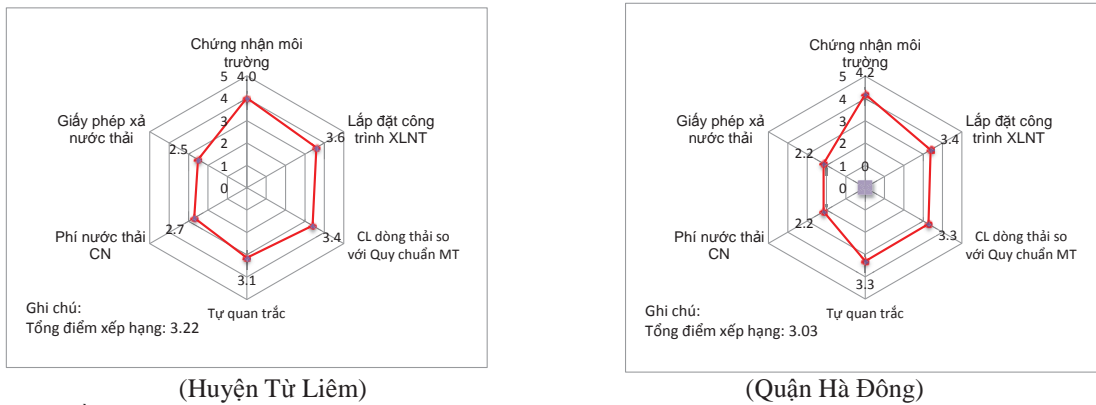 Chứng nhận môi
trường
5 4.0
4
3
2
1
0
Lắp đặt công
trình XLNT
3.6
CL dòng thải so
với Quy chuẩn MT
3.4
Tự quan trắc
3.1
Phí nước thải
CN
2.7
Giấy phép xả
nước thải
2.5
Ghi chú:
Tổng điểm xếp hạng: 3.22
(Huyện Từ Liêm)
Chứng nhận môi
trường
5 4.2
4
3
2
1
0
0
Lắp đặt công
trình XLNT
3.4
CL dòng thải so
với Quy chuẩn MT
3.3
Tự quan trắc
3.3
Phí nước thải
CN
2.2
Giấy phép xả
nước thải
2.2
Ghi chú:
Tổng điểm xếp hạng: 3.03
(Quận Hà Đông)